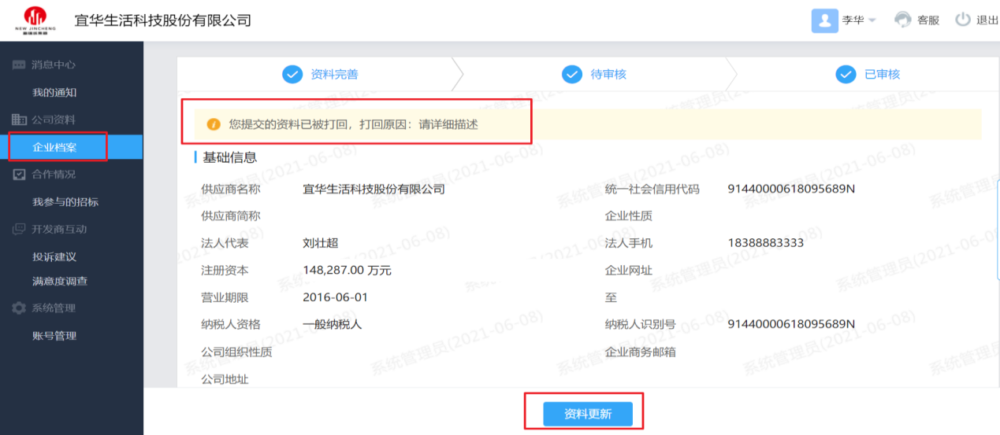 NEW JINCHENG
宜华生活科技股份有限公司
李华
客服
退出
消息中心
我的通知
公司资料
企业档案
合作情况
我参与的招标
开发商互动
投诉建议
满意度调查
系统管理
账号管理
资料完善
待审核
已审核
您提交的资料已被打回，打回原因：请详细描述
基础信息
供应商名称 宜华生活科技股份有限公司 统一社会信用代码 91440000618095689N
供应商简称 企业性质
法人代表 刘壮超 法人手机 18388883333
注册资本 148,287.00 万元 企业网址
营业期限 2016-06-01 至
纳税人资格 一般纳税人 纳税人识别号 91440000618095689N
公司组织性质 企业商务邮箱
公司地址
资料更新
系统管理员(2021-06-08)